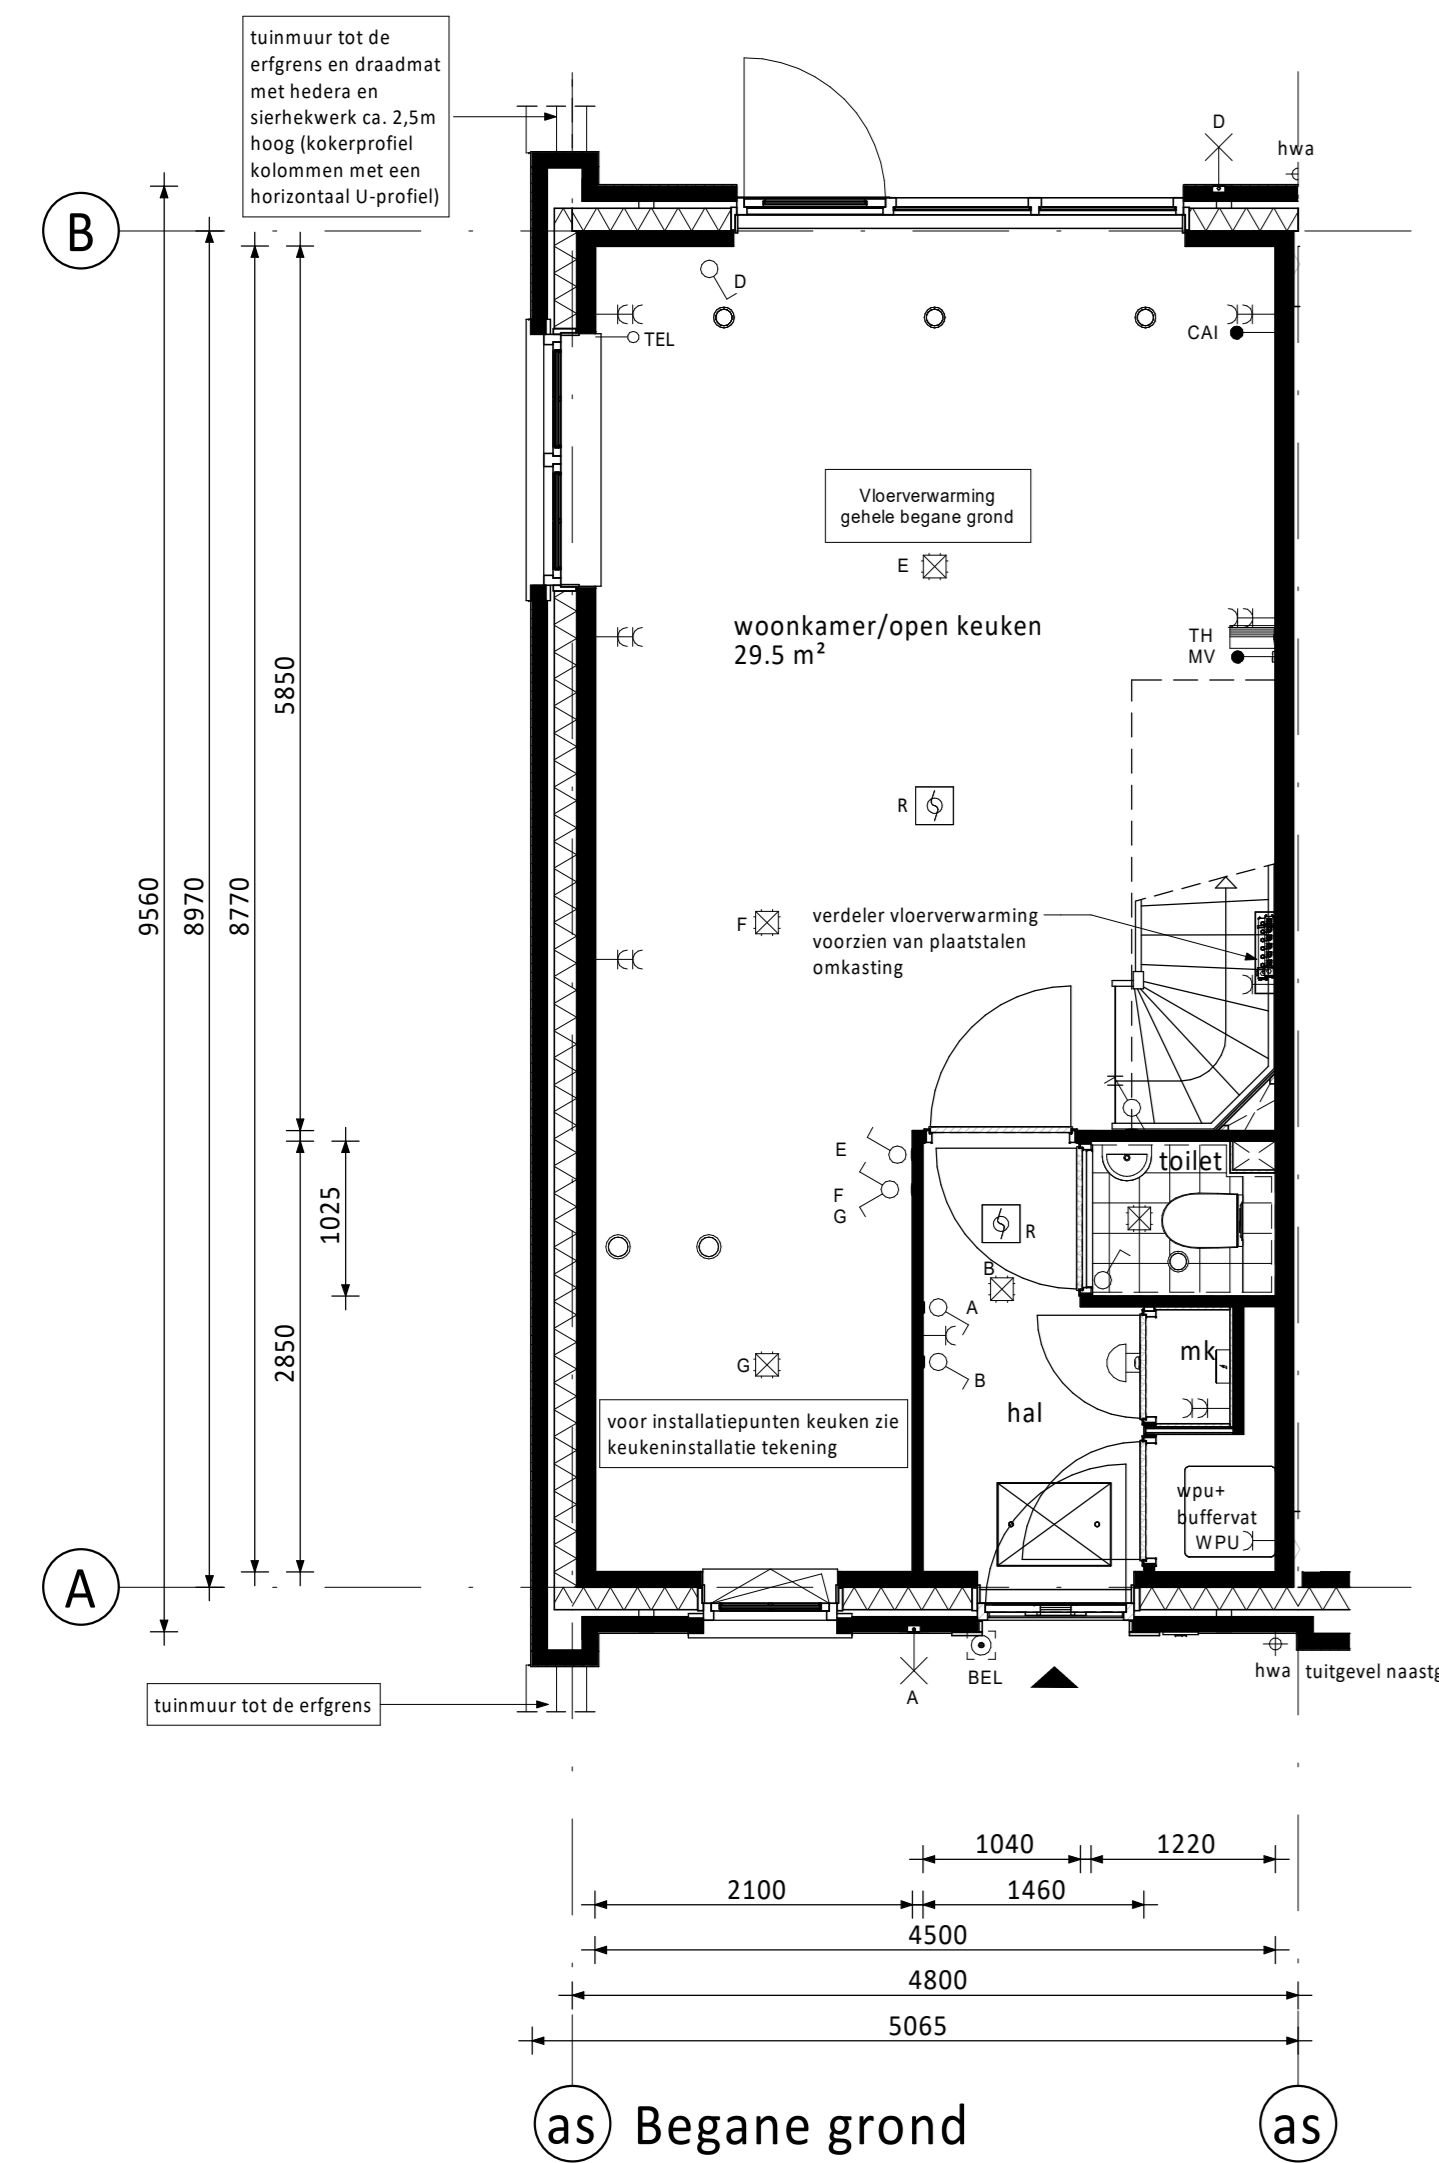 tuinmuur tot de
erfgrens en draadmat
met hedera en
sierhekwerk ca. 2,5m
hoog (kokerprofiel
kolommen met een
horizontaal U-profiel)
D
hwa
B
D
TEL
CAI
Vloerverwarming
gehele begane grond
E
woonkamer/open keuken
29.5 m²
TH
MV
5850
R
9560
8970
8770
F
verdeler vloerverwarming
voorzien van plaatstalen
omkasting
E
F
G
toilet
1025
R
B
A
2850
G
B
mk
hal
voor installatiepunten keuken zie
keukeninstallatie tekening
wpu+
buffervat
WPU
A
BEL
A
hwa
tuitgevel naastg
tuinmuur tot de erfgrens
1040
1220
2100
1460
4500
4800
5065
as
Begane grond
as